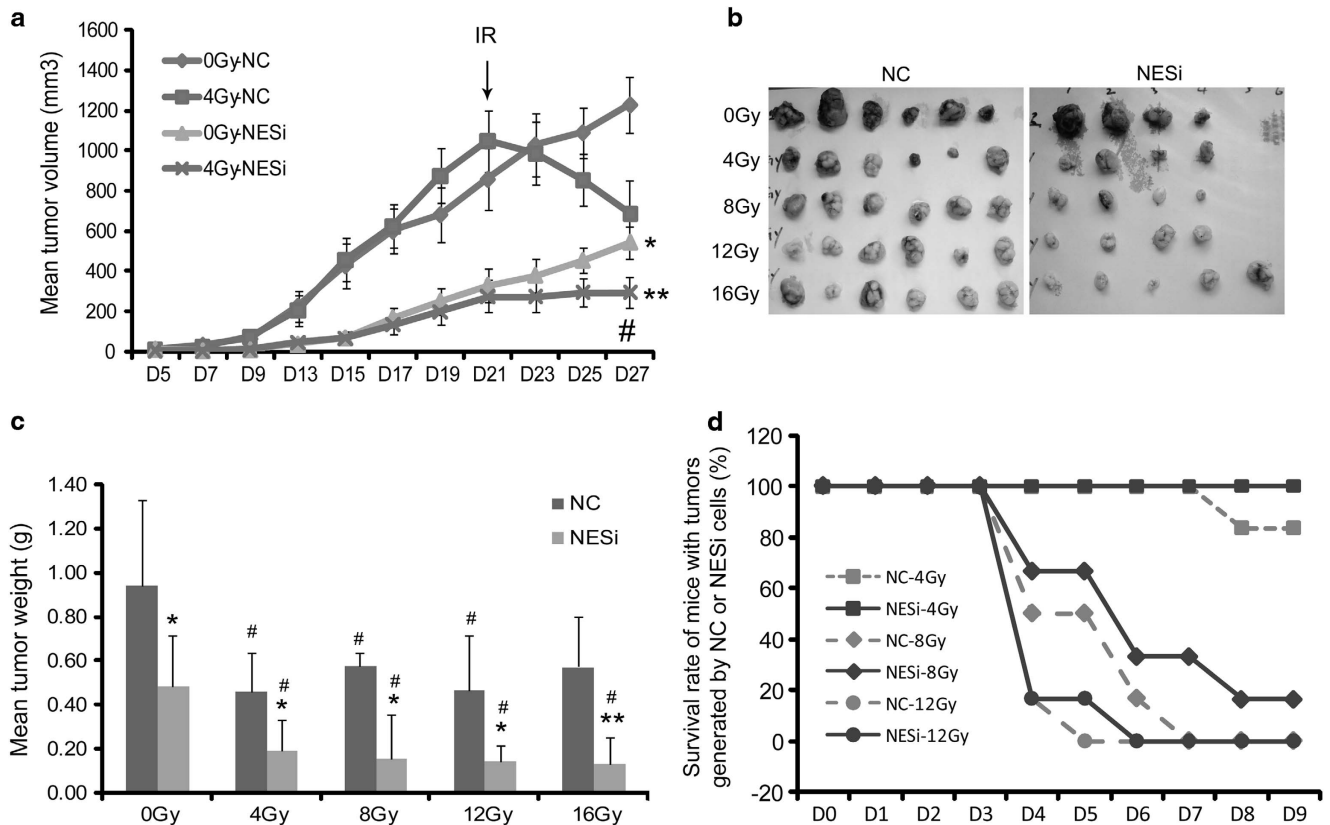 a
Mean tumor volume (mm3)
1600
1400
1200
1000
800
600
400
200
0
IR
0Gy-NC
4Gy-NC
0Gy-NESi
4Gy-NESi
*
**
#
D5 D7 D9 D13 D15 D17 D19 D21 D23 D25 D27
b
NC NESi
0Gy
4Gy
8Gy
12Gy
16Gy
c
Mean tumor weight (g)
1.40
1.20
1.00
0.80
0.60
0.40
0.20
0.00
NC
NESi
* # # * # # * # # * # **
0Gy 4Gy 8Gy 12Gy 16Gy
d
Survival rate of mice with tumors
generated by NC or NESi cells (%)
120
100
80
60
40
20
0
-20
NC-4Gy
NESi-4Gy
NC-8Gy
NESi-8Gy
NC-12Gy
NESi-12Gy
D0 D1 D2 D3 D4 D5 D6 D7 D8 D9